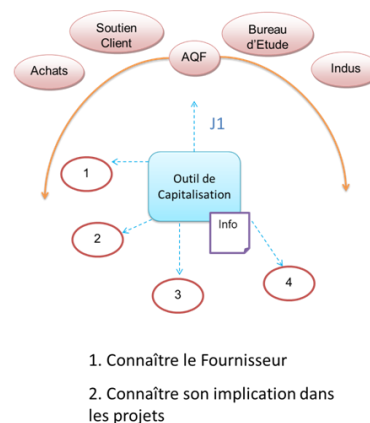 Soutien
Client
Bureau
d'Etude
AQF
Achats
Indus
J1
1
Outil de
Capitalisation
Info
2
3
4
1. Connaître le Fournisseur
2. Connaître son implication dans
les projets